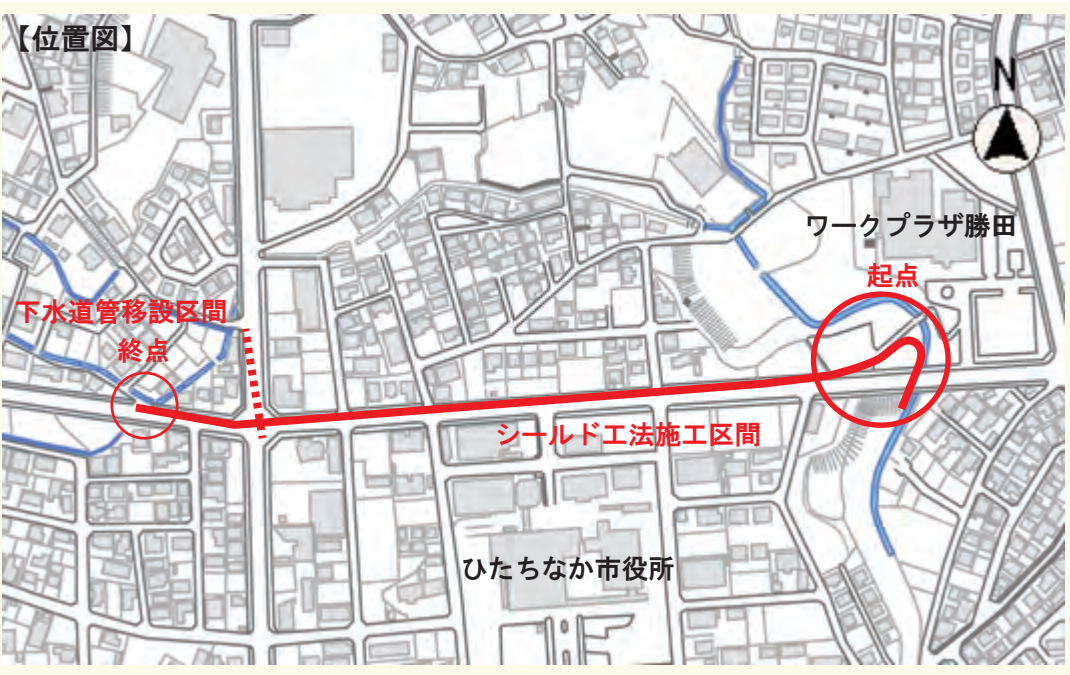 【位置図】
N
ワークプラザ勝田
起点
下水道管移設区間
終点
シールド工法施工区間
ひたちなか市役所